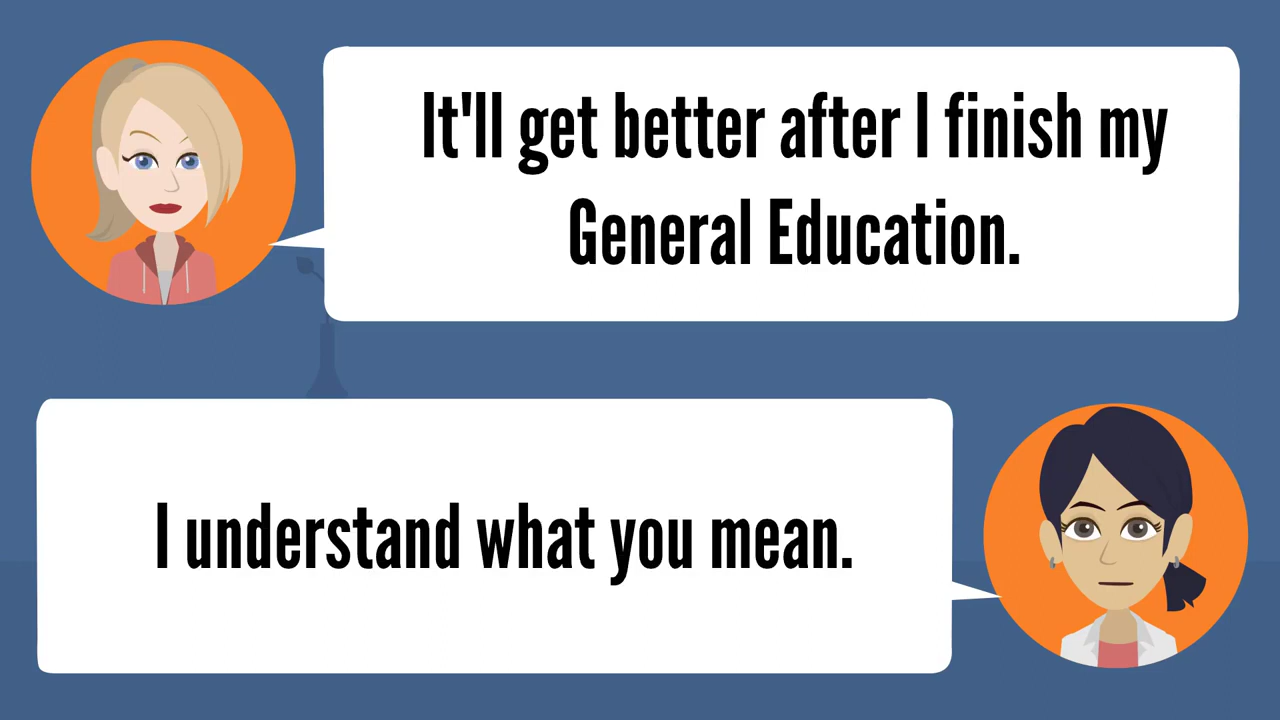 It'll get better after I finish my
General Education.
I understand what you mean.